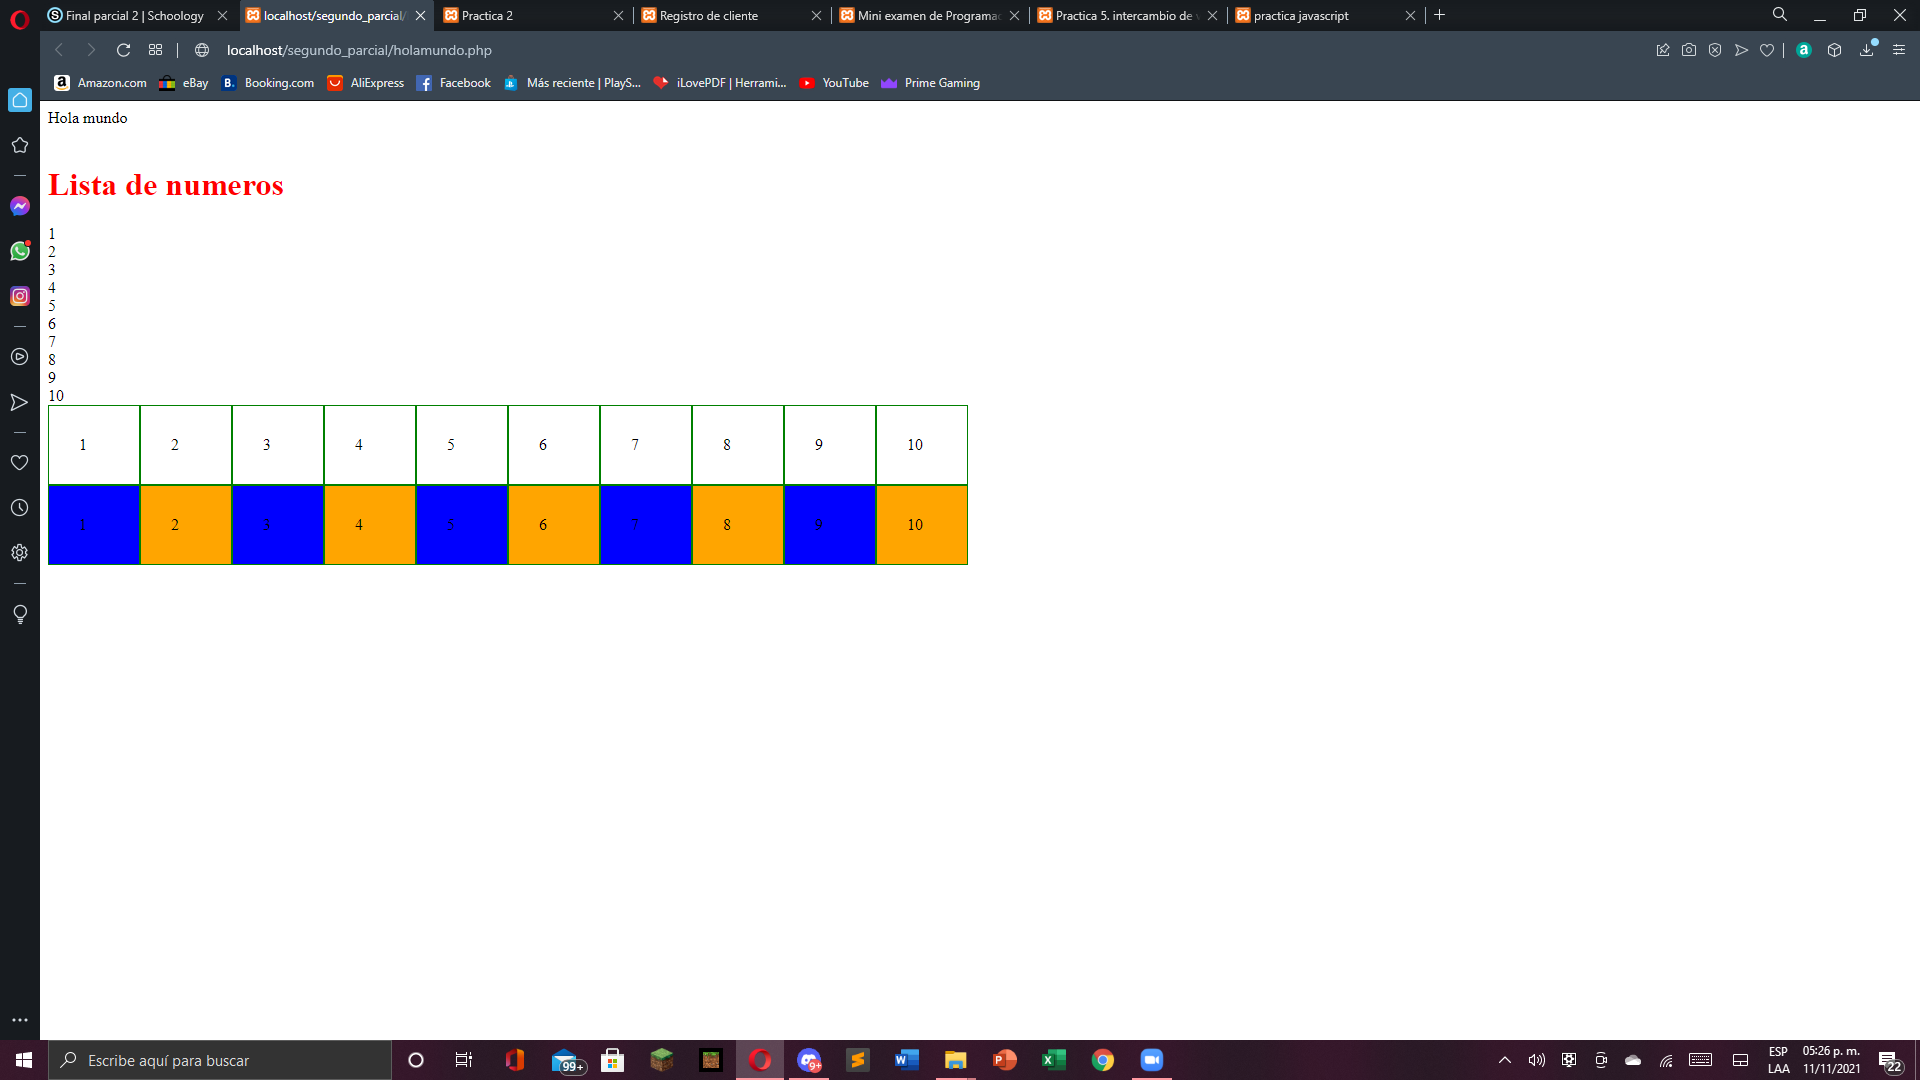 Final parcial 2 | Schoology
localhost/segundo_parcial/
Practica 2
Registro de cliente
Mini examen de Programac
Practica 5. intercambio de v
practica javascript
localhost/segundo_parcial/holamundo.php
Amazon.com
eBay
Booking.com
AliExpress
Facebook
Más reciente | PlayS...
iLovePDF | Herrami...
YouTube
Prime Gaming
Hola mundo
Lista de numeros
1
2
3
4
5
6
7
8
9
10
1 2 3 4 5 6 7 8 9 10
1 2 3 4 5 6 7 8 9 10
Escribe aquí para buscar
99+
9+
ESP
LAA
05:26 p. m.
11/11/2021
22